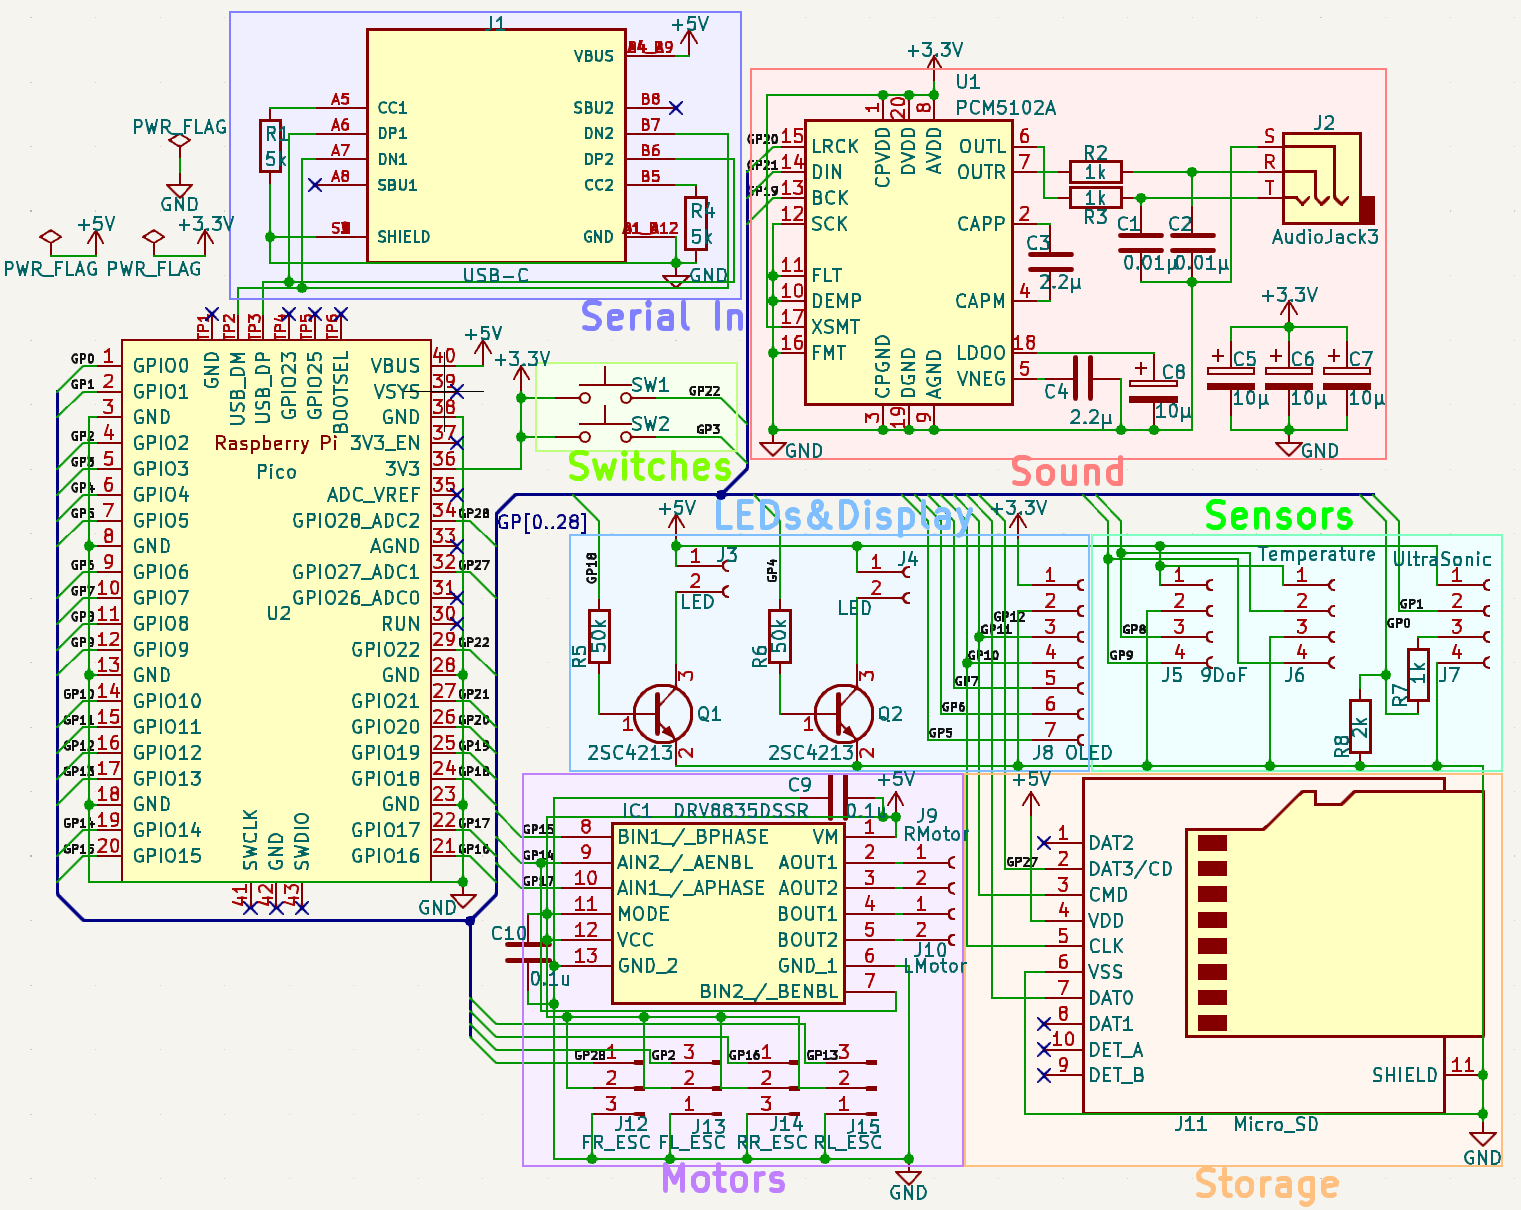 J1
+5V
VBUS
A4_B9
A5
CC1
SBU2
B8
A6
DP1
DN2
B7
A7
DN1
DP2
B6
A8
SBU1
CC2
B5
SHIELD
GND
A1_B12
R1
5k
R4
5k
USB-C
GND
Serial In
PWR_FLAG
GND
+5V
PWR_FLAG
+3.3V
PWR_FLAG
+3.3V
U1
PCM5102A
1
20
8
CPVDD
DVDD
AVDD
GP20
15
LRCK
GP21
14
DIN
GP19
13
BCK
12
SCK
11
FLT
10
DEMP
17
XSMT
16
FMT
OUTL
6
OUTR
7
CAPP
2
CAPM
4
LDOO
18
VNEG
5
CPGND
DGND
AGND
3
19
9
R2
1k
1k
R3
C1
0.01µ
C2
0.01µ
C3
2.2µ
C4
2.2µ
C8
10µ
J2
S
R
T
AudioJack3
+3.3V
C5
10µ
C6
10µ
C7
10µ
GND
GND
Sound
TP1
TP2
TP3
TP4
TP5
TP6
GND
USB_DM
USB_DP
GPIO23
GPIO25
BOOTSEL
Raspberry Pi
Pico
U2
GP0
1
GPIO0
GP1
2
GPIO1
3
GND
GP2
4
GPIO2
GP3
5
GPIO3
GP4
6
GPIO4
GP5
7
GPIO5
8
GND
GP6
9
GPIO6
GP7
10
GPIO7
GP8
11
GPIO8
GP9
12
GPIO9
13
GND
GP10
14
GPIO10
GP11
15
GPIO11
GP12
16
GPIO12
GP13
17
GPIO13
18
GND
GP14
19
GPIO14
GP15
20
GPIO15
VBUS
40
+5V
VSYS
39
GND
38
3V3_EN
37
3V3
36
+3.3V
ADC_VREF
35
GPIO28_ADC2
34
GP28
AGND
33
GPIO27_ADC1
32
GP27
GPIO26_ADC0
31
RUN
30
GPIO22
29
GP22
GND
28
GPIO21
27
GP21
GPIO20
26
GP20
GPIO19
25
GP19
GPIO18
24
GP18
GND
23
GPIO17
22
GP17
GPIO16
21
GP16
SWCLK
GND
SWDIO
41
42
43
GND
SW1
GP22
SW2
GP3
Switches
GP[0..28]
LEDs&Display
+5V
GP18
R5
50k
1
2
J3
LED
1
3
2
Q1
2SC4213
GP4
R6
50k
1
2
J4
LED
1
3
2
Q2
2SC4213
+3.3V
1
GP12
2
GP11
3
GP10
4
GP7
5
GP6
6
GP5
7
J8 OLED
Sensors
Temperature
UltraSonic
GP8
GP9
1
2
3
4
J5
9DoF
1
2
3
4
J6
GP1
GP0
1
2
3
4
J7
R7
1k
R8
2k
C9
0.1µ
+5V
IC1
DRV8835DSSR
GP15
8
BIN1_/_BPHASE
GP14
9
AIN2_/_AENBL
GP17
10
AIN1_/_APHASE
11
MODE
12
VCC
13
GND_2
VM
1
AOUT1
2
AOUT2
3
BOUT1
4
BOUT2
5
GND_1
6
BIN2_/_BENBL
7
J9
RMotor
1
2
1
2
J10
LMotor
C10
0.1u
GP28
1
2
3
J12
FR_ESC
GP2
3
2
1
J13
FL_ESC
GP16
1
2
3
J14
RR_ESC
GP13
3
2
1
J15
RL_ESC
GND
Motors
+5V
1
DAT2
GP27
2
DAT3/CD
3
CMD
4
VDD
5
CLK
6
VSS
7
DAT0
8
DAT1
10
DET_A
9
DET_B
SHIELD
11
J11
Micro_SD
GND
Storage